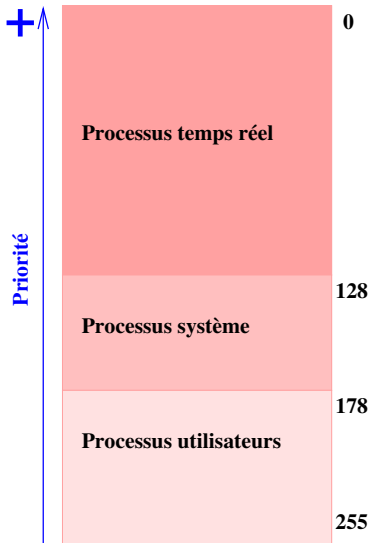 +
0
Processus temps réel
Priorité
128
Processus système
178
Processus utilisateurs
255